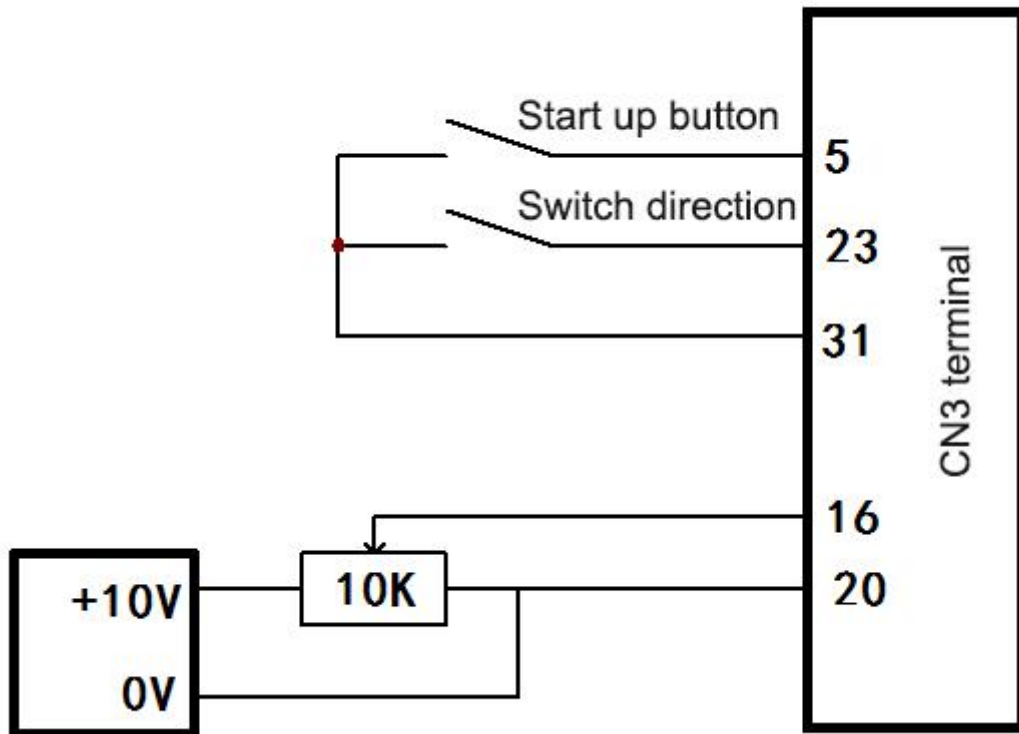 Start up button
5
Switch direction
23
31
CN3 terminal
16
+10V
10K
20
0V